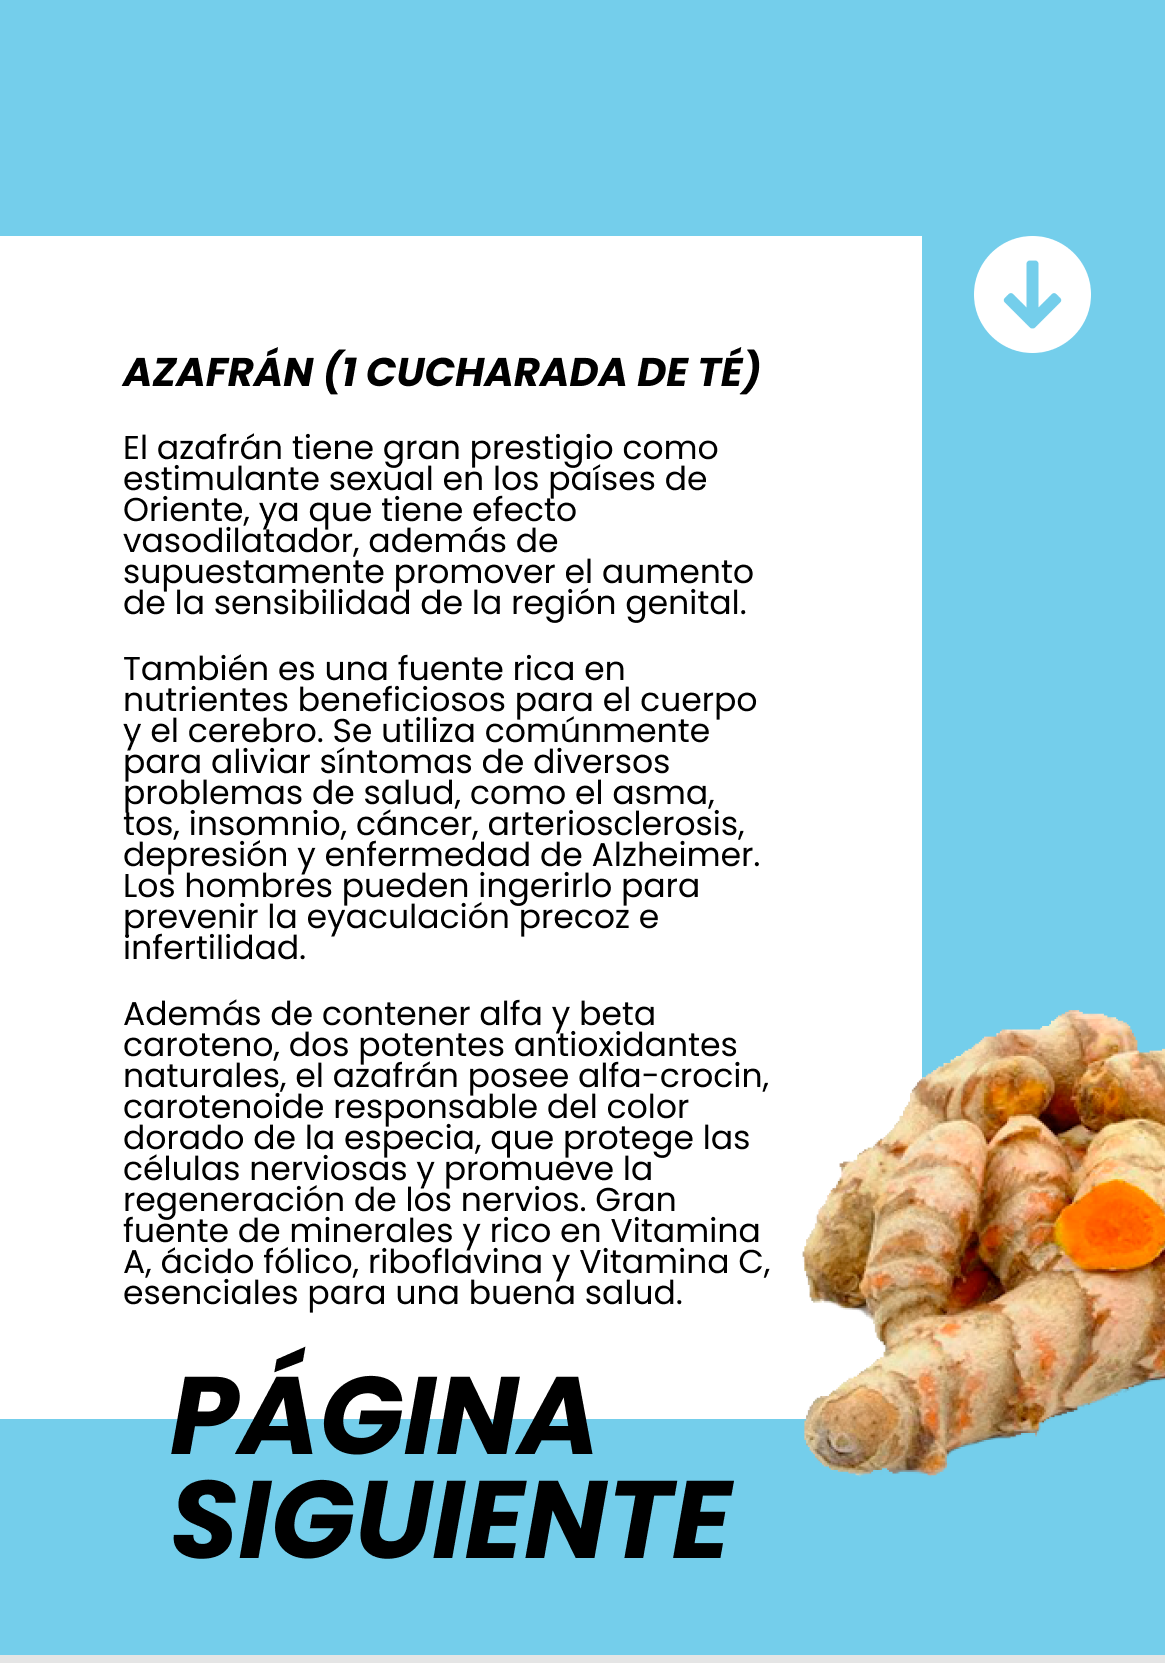 AZAFRÁN (1 CUCHARADA DE TÉ)
El azafrán tiene gran prestigio como
estimulante sexual en los países de
Oriente, ya que tiene efecto
vasodilatador, además de
supuestamente promover el aumento
de la sensibilidad de la región genital.
También es una fuente rica en
nutrientes beneficiosos para el cuerpo
y el cerebro. Se utiliza comúnmente
para aliviar síntomas de diversos
problemas de salud, como el asma,
tos, insomnio, cáncer, arteriosclerosis,
depresión y enfermedad de Alzheimer.
Los hombres pueden ingerirlo para
prevenir la eyaculación precoz e
infertilidad.
Además de contener alfa y beta
caroteno, dos potentes antioxidantes
naturales, el azafrán posee alfa-crocin,
carotenoide responsable del color
dorado de la especia, que protege las
células nerviosas y promueve la
regeneración de los nervios. Gran
fuente de minerales y rico en Vitamina
A, ácido fólico, riboflavina y Vitamina C,
esenciales para una buena salud.
PÁGINA
SIGUIENTE